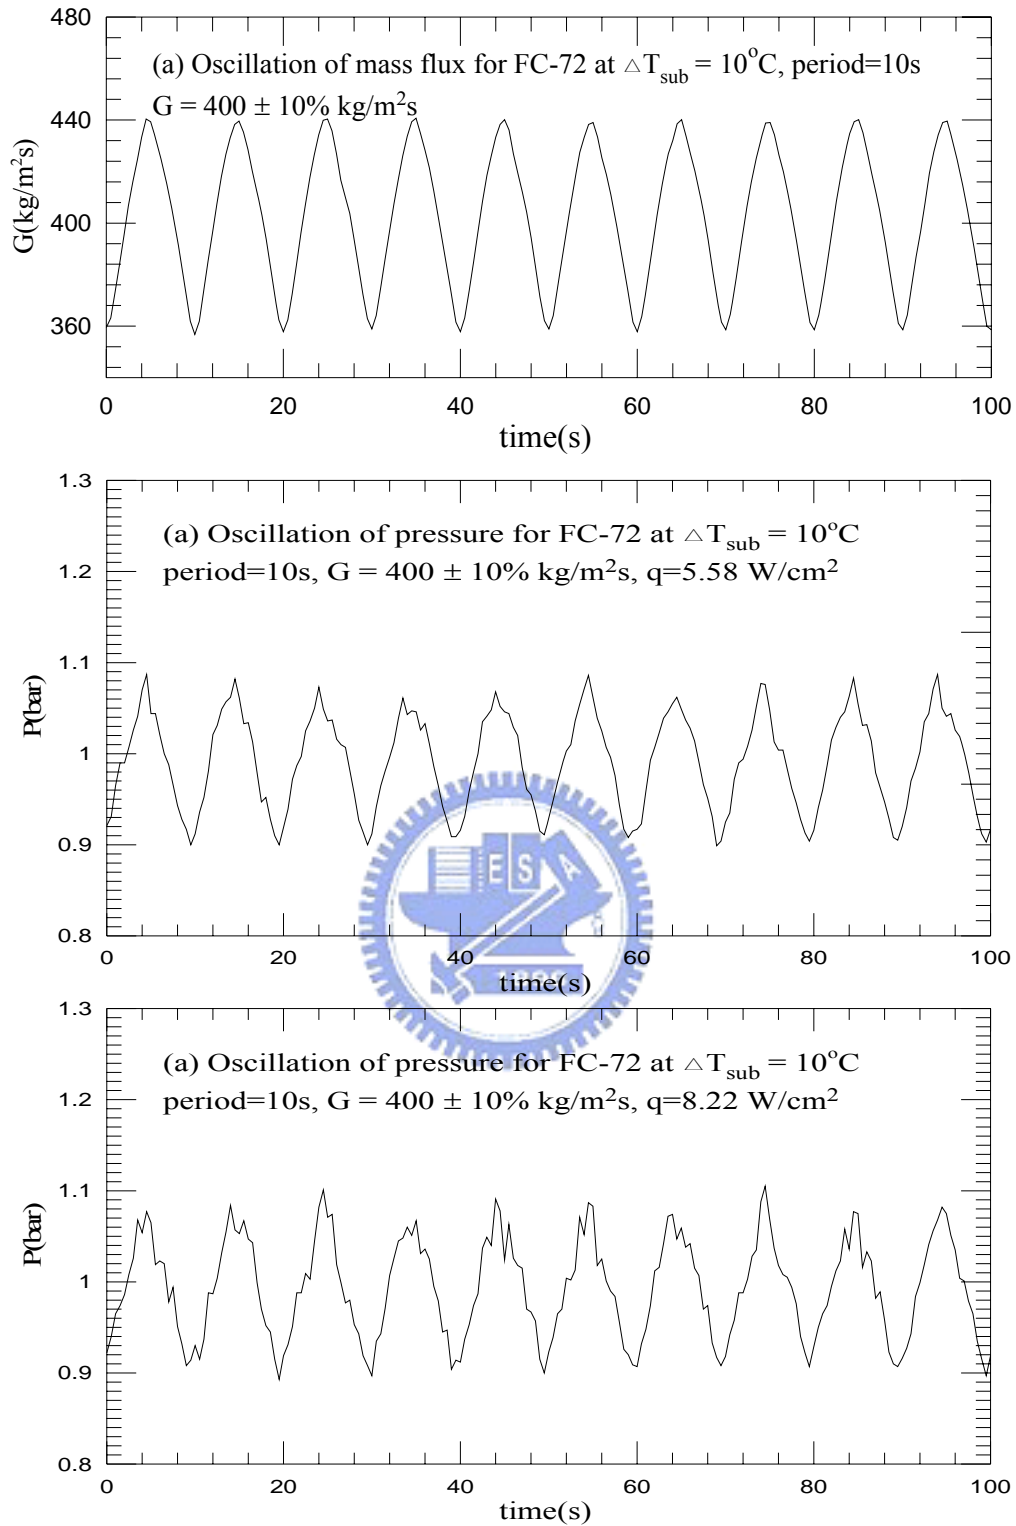 480
(a) Oscillation of mass flux for FC-72 at △Tsub = 10°C, period=10s
G = 400 ± 10% kg/m²s
440
G(kg/m²s)
400
360
0 20 40 60 80 100
time(s)
1.3
(a) Oscillation of pressure for FC-72 at △Tsub = 10°C
period=10s, G = 400 ± 10% kg/m²s, q=5.58 W/cm²
1.2
1.1
P(bar)
1
0.9
E S A
0.8
0 20 40 60 80 100
1896
time(s)
1.3
(a) Oscillation of pressure for FC-72 at △Tsub = 10°C
period=10s, G = 400 ± 10% kg/m²s, q=8.22 W/cm²
1.2
1.1
P(bar)
1
0.9
0.8
0 20 40 60 80 100
time(s)